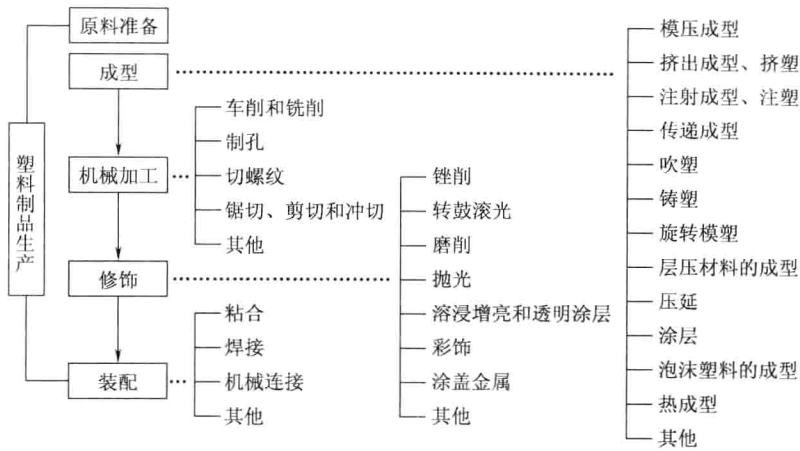 塑料制品生产
原料准备
成型
机械加工
修饰
装配
车削和铣削
制孔
切螺纹
锯切、剪切和冲切
其他
粘合
焊接
机械连接
其他
锉削
转鼓滚光
磨削
抛光
溶浸增亮和透明涂层
彩饰
涂盖金属
其他
模压成型
挤出成型、挤塑
注射成型、注塑
传递成型
吹塑
铸塑
旋转模塑
层压材料的成型
压延
涂层
泡沫塑料的成型
热成型
其他